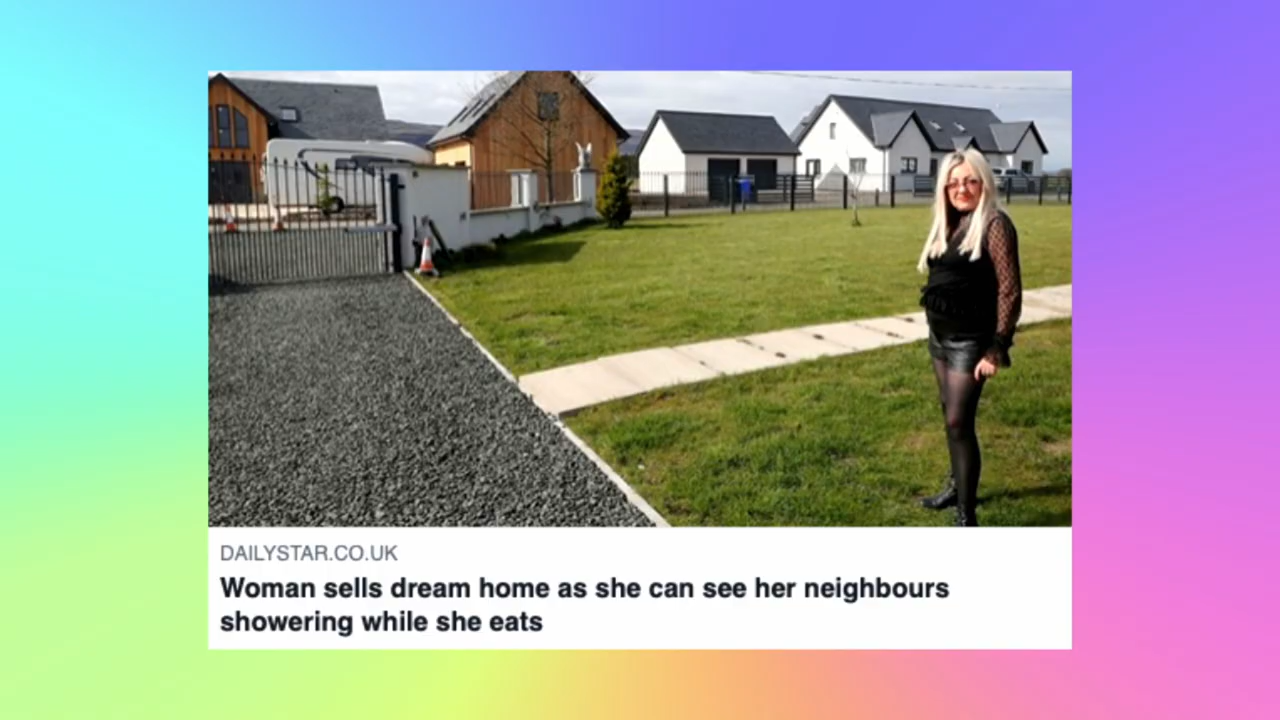 DAILYSTAR.CO.UK
Woman sells dream home as she can see her neighbours
showering while she eats